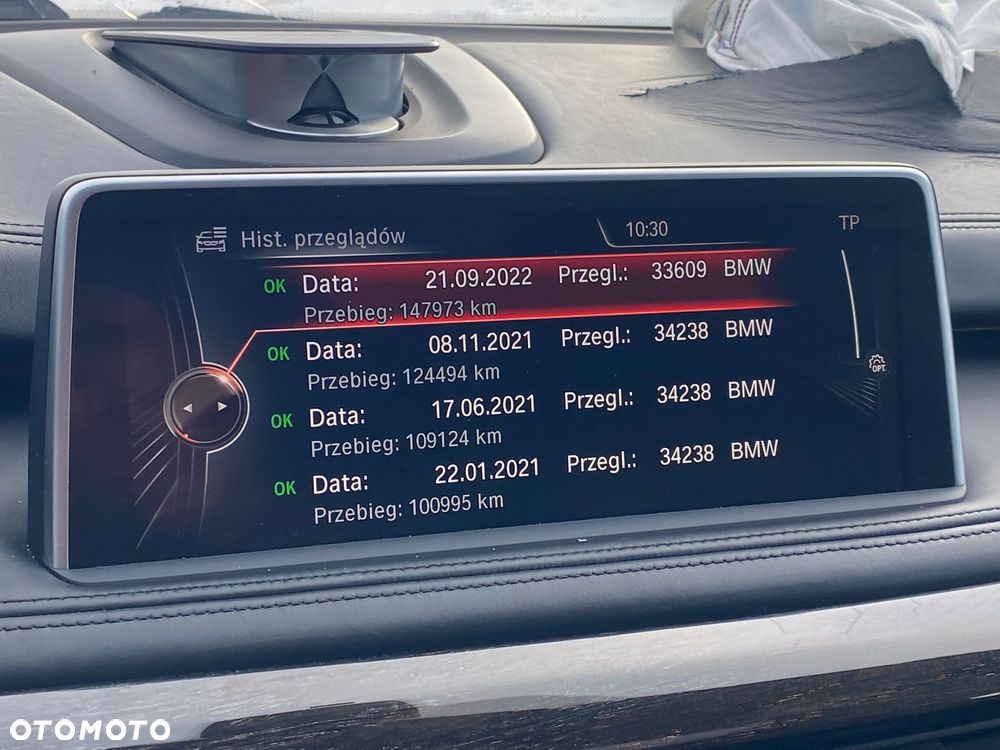 Hist. przeglądów 10:30 TP
OK Data: 21.09.2022 Przegl.: 33609 BMW
Przebieg: 147973 km
OK Data: 08.11.2021 Przegl.: 34238 BMW
Przebieg: 124494 km
OPT.
OK Data: 17.06.2021 Przegl.: 34238 BMW
Przebieg: 109124 km
OK Data: 22.01.2021 Przegl.: 34238 BMW
Przebieg: 100995 km
OTOMOTO